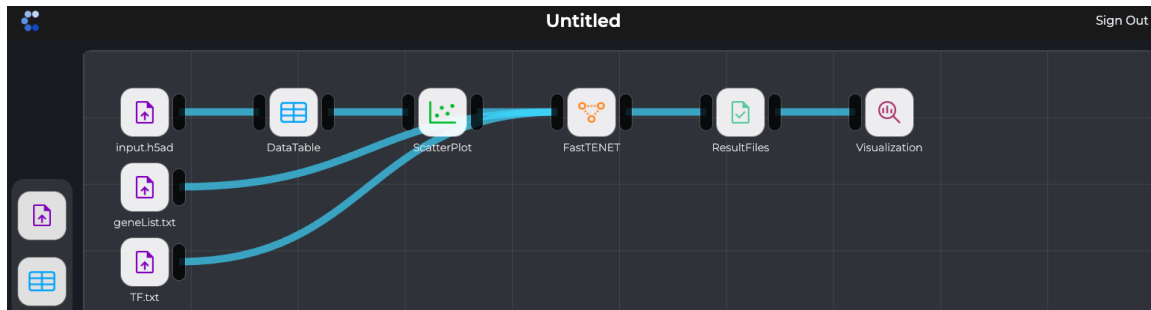 Untitled
Sign Out
input.h5ad
DataTable
ScatterPlot
FastTENET
ResultFiles
Visualization
geneList.txt
TF.txt